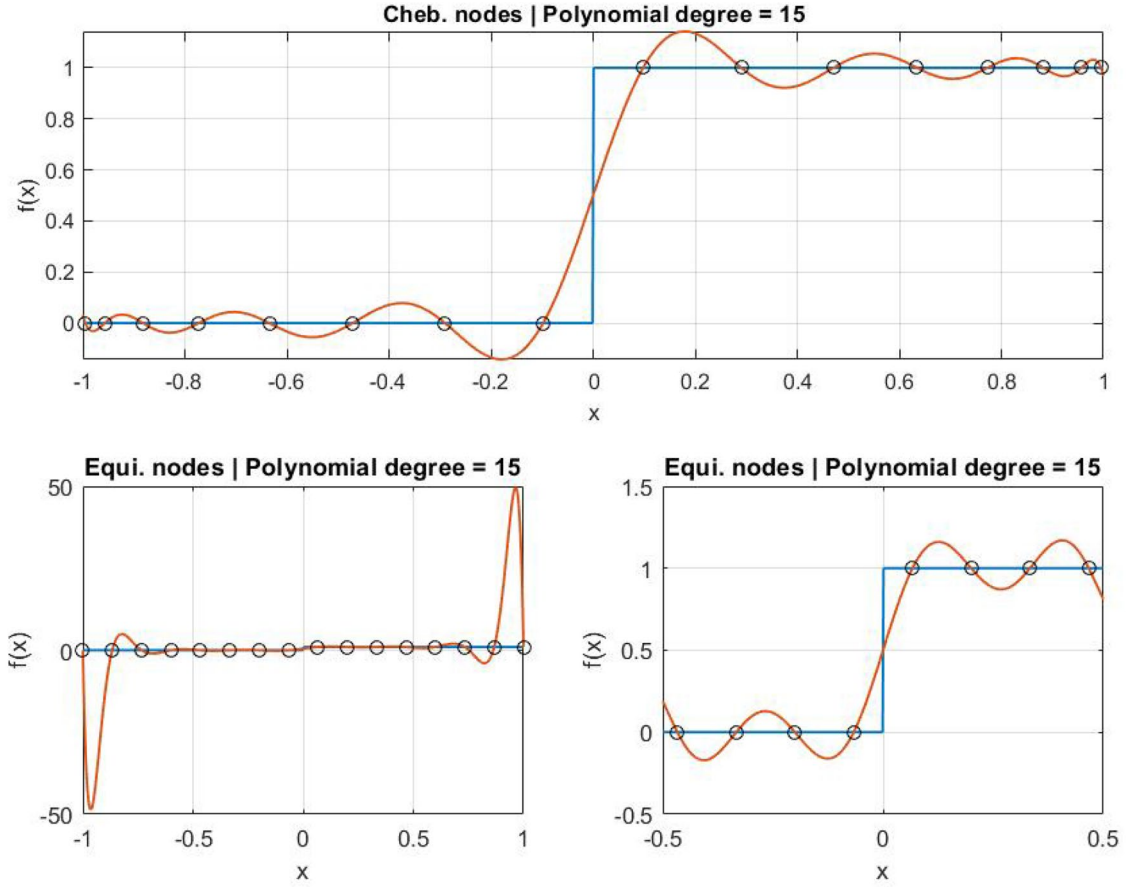 Cheb. nodes | Polynomial degree = 15
1
0.8
0.6
0.4
0.2
0
f(x)
-1 -0.8 -0.6 -0.4 -0.2 0 0.2 0.4 0.6 0.8 1
x
Equi. nodes | Polynomial degree = 15
50
0
-50
f(x)
-1 -0.5 0 0.5 1
x
Equi. nodes | Polynomial degree = 15
1.5
1
0.5
0
-0.5
f(x)
-0.5 0 0.5
x